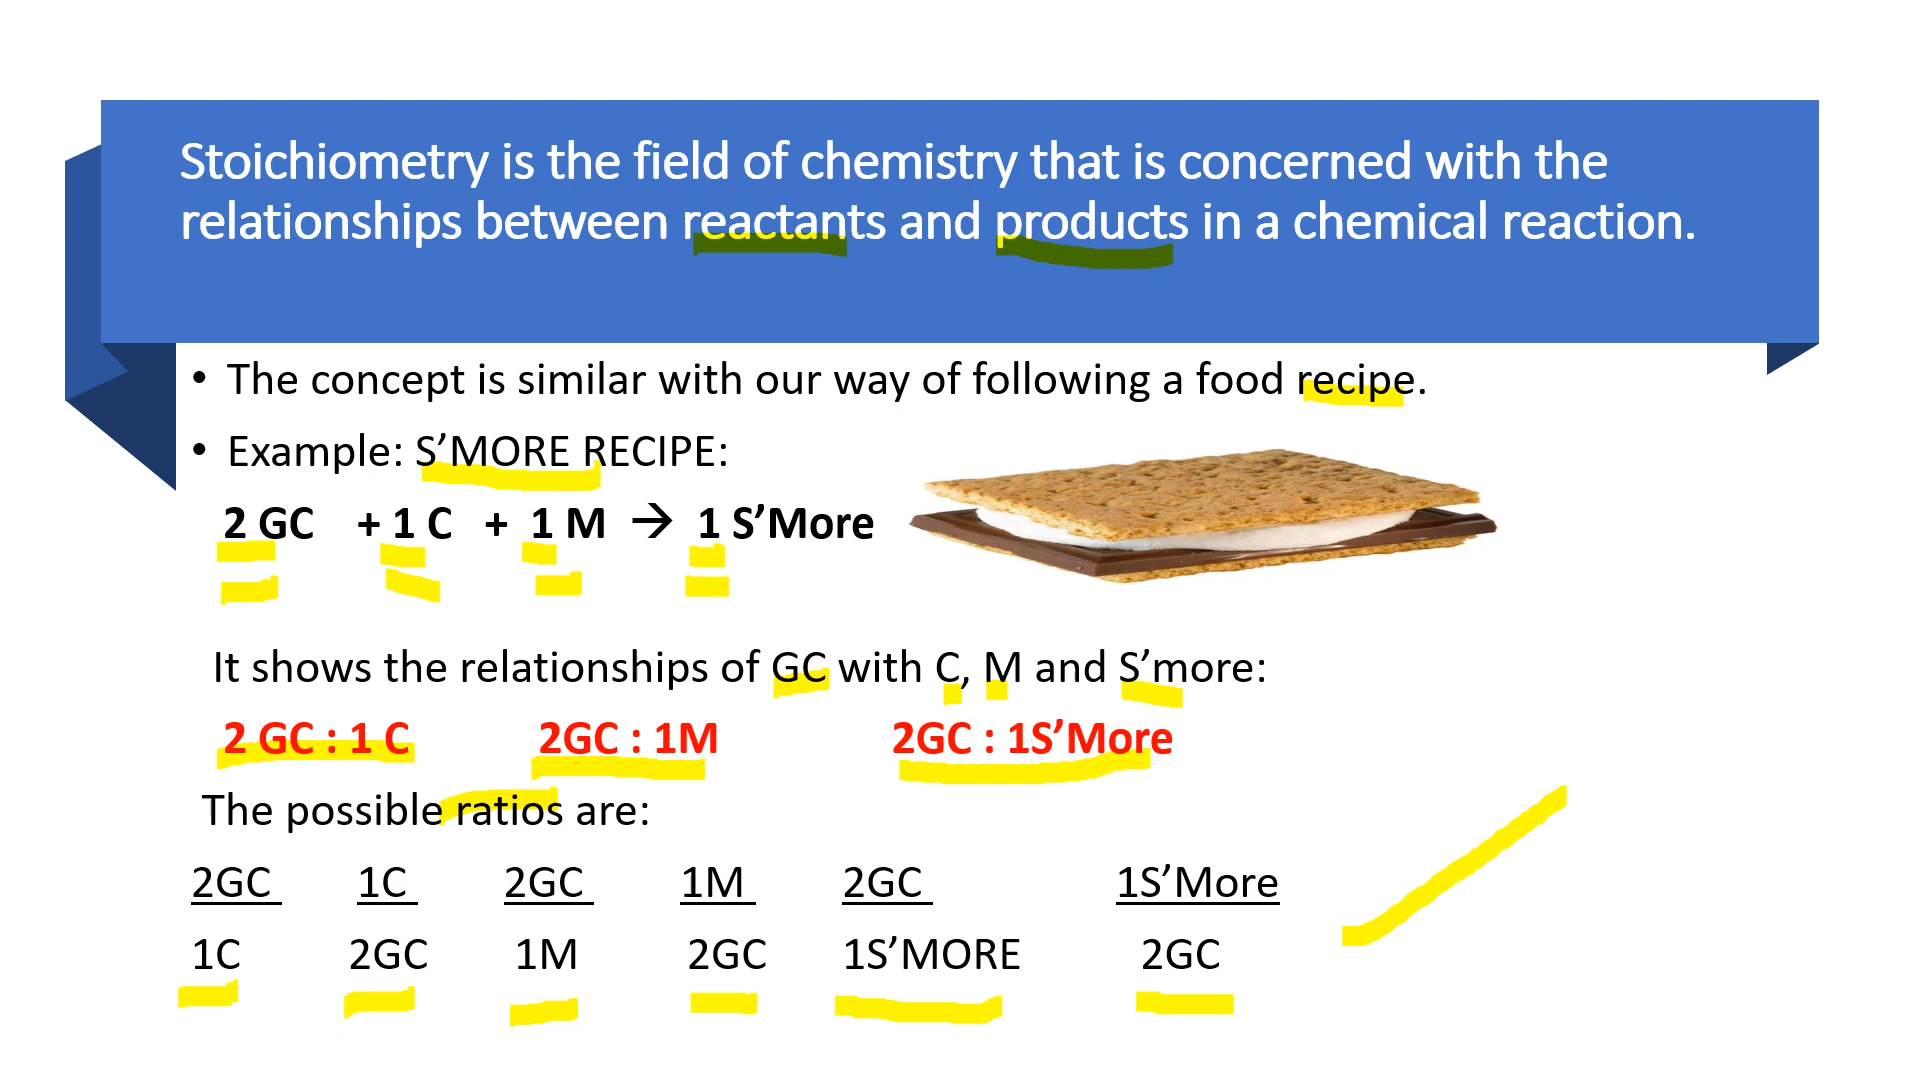 Stoichiometry is the field of chemistry that is concerned with the
relationships between reactants and products in a chemical reaction.
• The concept is similar with our way of following a food recipe.
• Example: S’MORE RECIPE:
2 GC + 1 C + 1 M → 1 S’More
It shows the relationships of GC with C, M and S’more:
2 GC : 1 C 2GC : 1M 2GC : 1S’More
The possible ratios are:
2GC 1C 2GC 1M 2GC 1S’More
1C 2GC 1M 2GC 1S’MORE 2GC